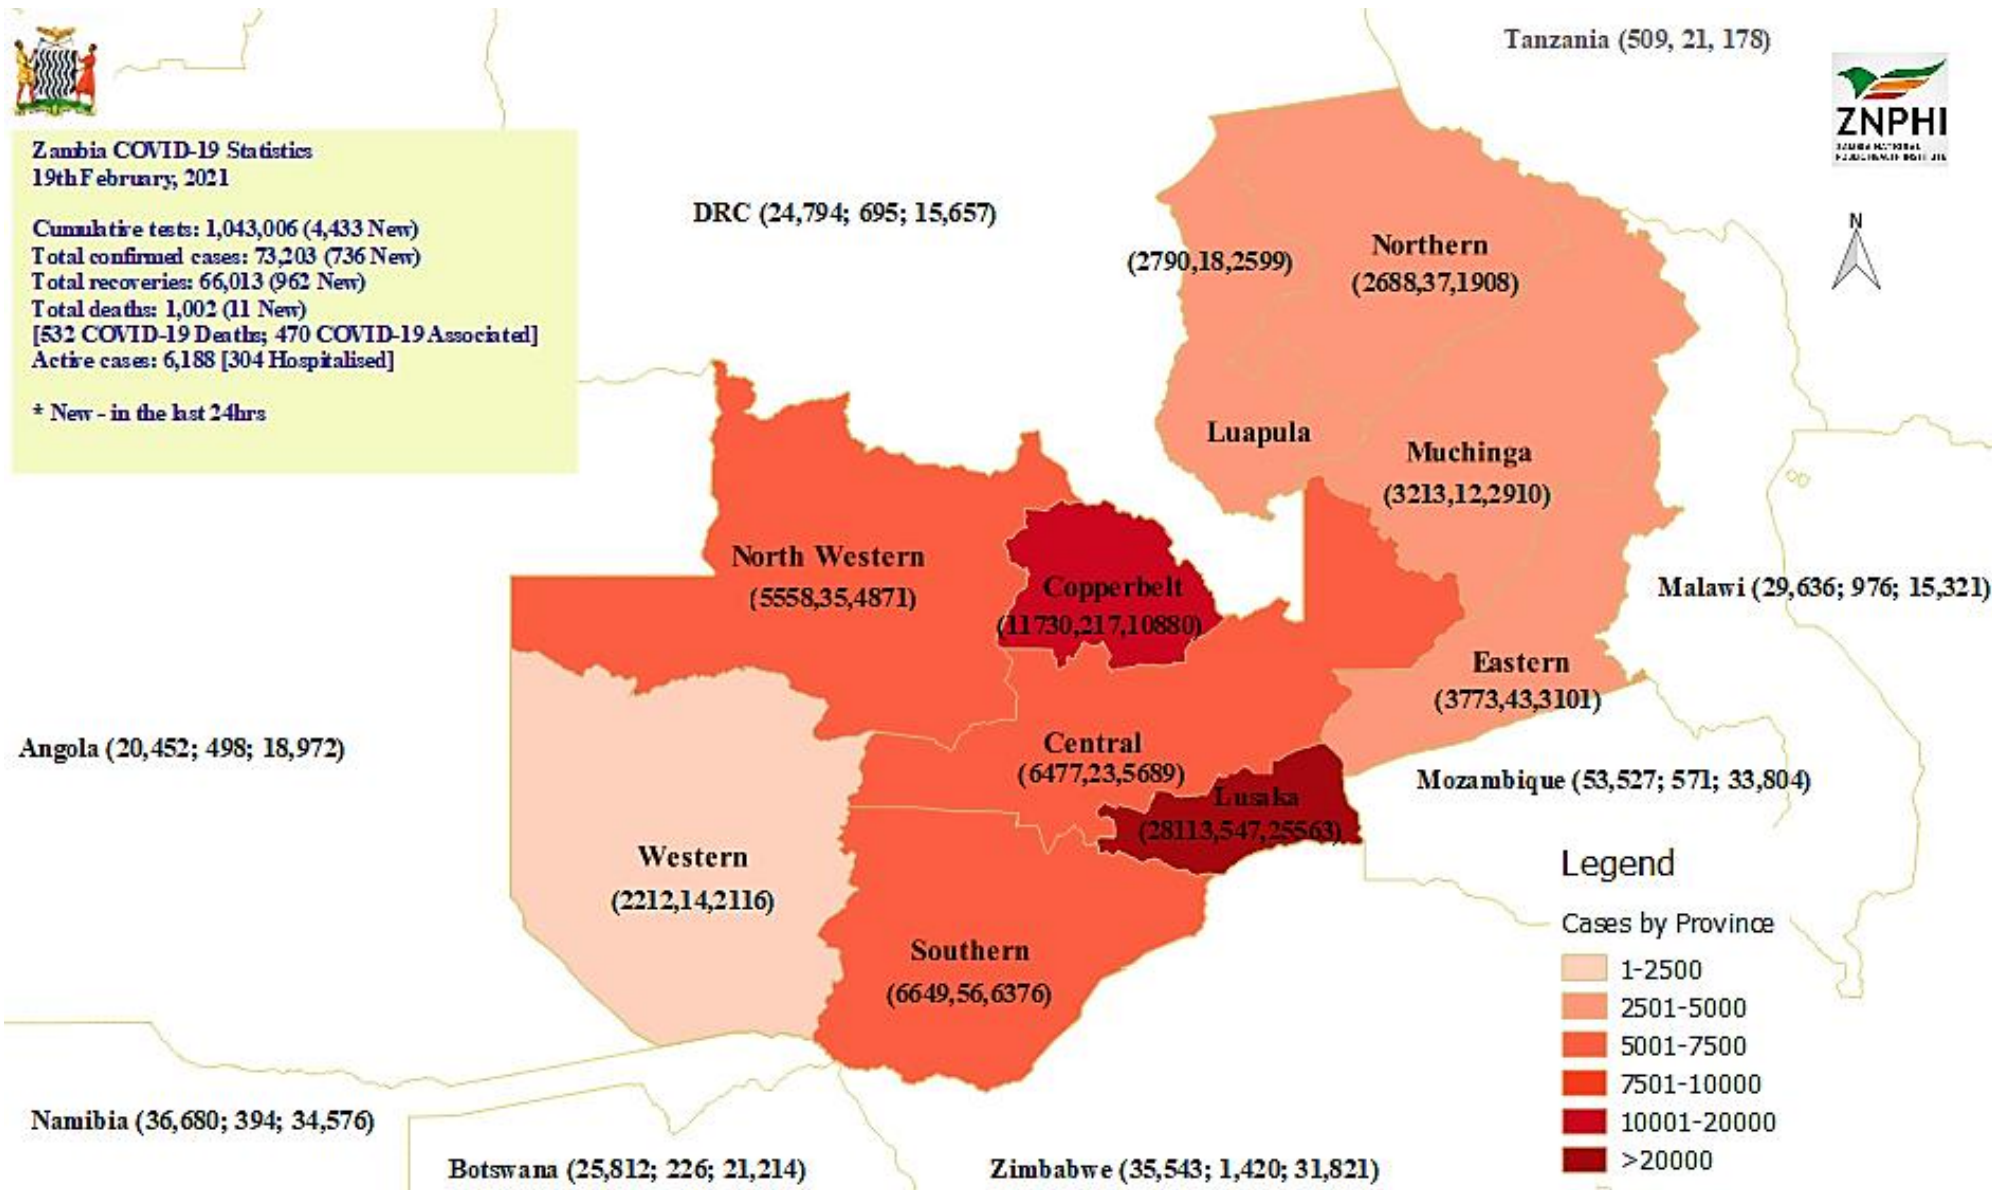 Zambia COVID-19 Statistics
19th February, 2021
Cumulative tests: 1,043,006 (4,433 New)
Total confirmed cases: 73,203 (736 New)
Total recoveries: 66,013 (962 New)
Total deaths: 1,002 (11 New)
[532 COVID-19 Deaths; 470 COVID-19 Associated]
Active cases: 6,188 [304 Hospitalised]
* New - in the last 24hrs
Tanzania (509, 21, 178)
ZNPHI
ZAMBIA NATIONAL
PUBLIC HEALTH INSTITUTE
N
DRC (24,794; 695; 15,657)
(2790,18,2599)
Northern
(2688,37,1908)
Luapula
Muchinga
(3213,12,2910)
North Western
(5558,35,4871)
Copperbelt
(11730,217,10880)
Malawi (29,636; 976; 15,321)
Eastern
(3773,43,3101)
Angola (20,452; 498; 18,972)
Central
(6477,23,5689)
Mozambique (53,527; 571; 33,804)
Lusaka
(28113,547,25563)
Western
(2212,14,2116)
Southern
(6649,56,6376)
Legend
Cases by Province
1-2500
2501-5000
5001-7500
7501-10000
10001-20000
>20000
Namibia (36,680; 394; 34,576)
Botswana (25,812; 226; 21,214)
Zimbabwe (35,543; 1,420; 31,821)